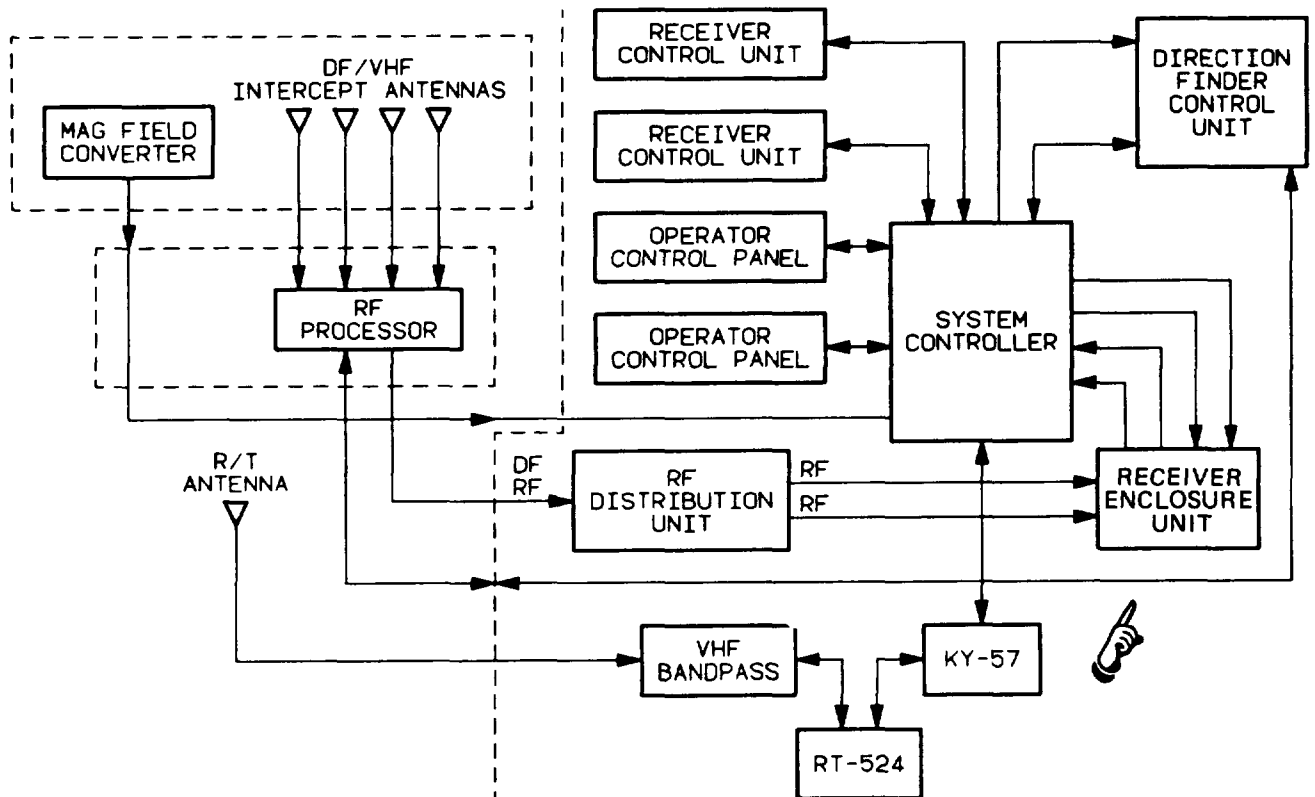 RECEIVER
CONTROL UNIT
DF/VHF
INTERCEPT ANTENNAS
DIRECTION
FINDER
CONTROL
UNIT
MAG FIELD
CONVERTER
RECEIVER
CONTROL UNIT
OPERATOR
CONTROL PANEL
RF
PROCESSOR
SYSTEM
CONTROLLER
OPERATOR
CONTROL PANEL
R/T
ANTENNA
DF
RF
RF
DISTRIBUTION
UNIT
RF
RF
RECEIVER
ENCLOSURE
UNIT
VHF
BANDPASS
KY-57
RT-524